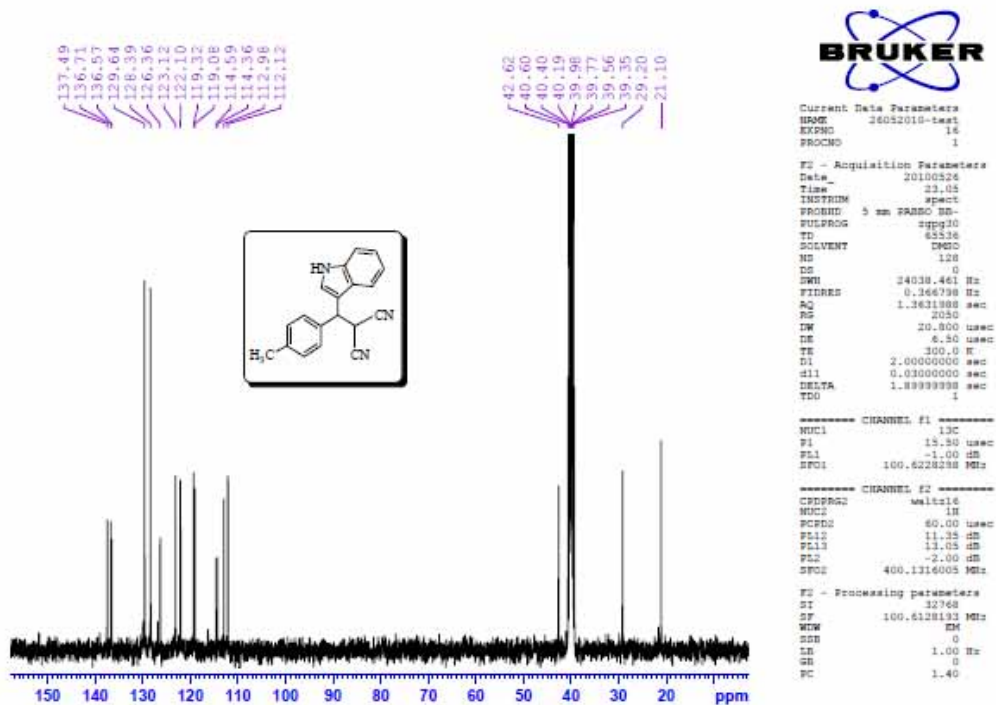 137.49
136.71
136.57
129.64
128.39
126.36
123.12
122.10
119.32
119.08
114.59
114.36
112.98
112.12
42.62
40.60
40.40
40.19
39.98
39.77
39.56
39.35
29.20
21.10
HN
CN
CN
H₃C
150 140 130 120 110 100 90 80 70 60 50 40 30 20 ppm
BRUKER
Current Data Parameters
NAME 26052010-test
EXPNO 16
PROCNO 1
F2 - Acquisition Parameters
Date_ 20100526
Time 23.05
INSTRUM spect
PROBHD 5 mm PABBO BB-
PULPROG zgpg30
TD 65536
SOLVENT DMSO
NS 128
DS 0
SWH 24038.461 Hz
FIDRES 0.366798 Hz
AQ 1.3631988 sec
RG 2050
DW 20.800 usec
DE 6.50 usec
TE 300.0 K
D1 2.00000000 sec
d11 0.03000000 sec
DELTA 1.89999998 sec
TD0 1
======== CHANNEL f1 ========
NUC1 13C
P1 15.50 usec
PL1 -1.00 dB
SFO1 100.6228298 MHz
======== CHANNEL f2 ========
CPDPRG2 waltz16
NUC2 1H
PCPD2 80.00 usec
PL12 11.35 dB
PL13 13.05 dB
PL2 -2.00 dB
SFO2 400.1316005 MHz
F2 - Processing parameters
SI 32768
SF 100.6128193 MHz
WDW EM
SSB 0
LB 1.00 Hz
GB 0
PC 1.40